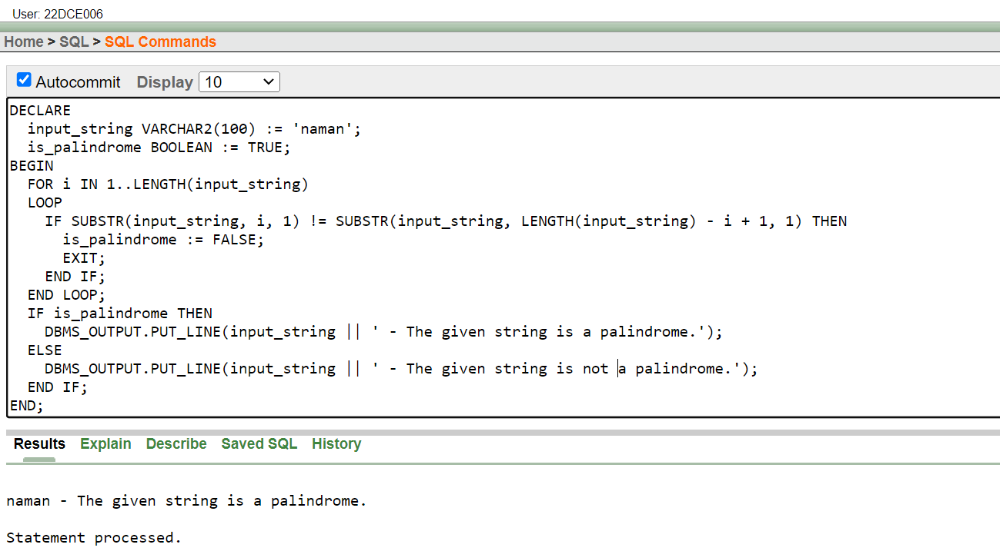 User: 22DCE006
Home > SQL > SQL Commands
Autocommit Display 10
DECLARE
  input_string VARCHAR2(100) := 'naman';
  is_palindrome BOOLEAN := TRUE;
BEGIN
  FOR i IN 1..LENGTH(input_string)
  LOOP
    IF SUBSTR(input_string, i, 1) != SUBSTR(input_string, LENGTH(input_string) - i + 1, 1) THEN
      is_palindrome := FALSE;
      EXIT;
    END IF;
  END LOOP;
  IF is_palindrome THEN
    DBMS_OUTPUT.PUT_LINE(input_string || ' - The given string is a palindrome.');
  ELSE
    DBMS_OUTPUT.PUT_LINE(input_string || ' - The given string is not a palindrome.');
  END IF;
END;
Results Explain Describe Saved SQL History
naman - The given string is a palindrome.
Statement processed.